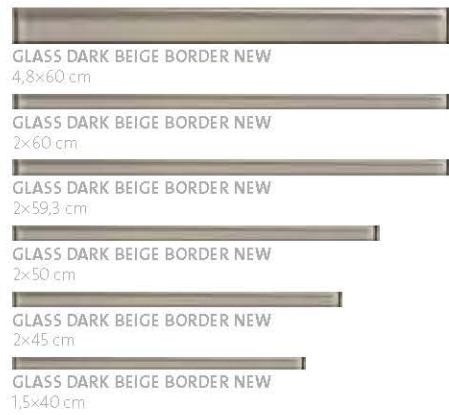 GLASS DARK BEIGE BORDER NEW
4,8×60 cm
GLASS DARK BEIGE BORDER NEW
2×60 cm
GLASS DARK BEIGE BORDER NEW
2×59,3 cm
GLASS DARK BEIGE BORDER NEW
2×50 cm
GLASS DARK BEIGE BORDER NEW
2×45 cm
GLASS DARK BEIGE BORDER NEW
1,5×40 cm